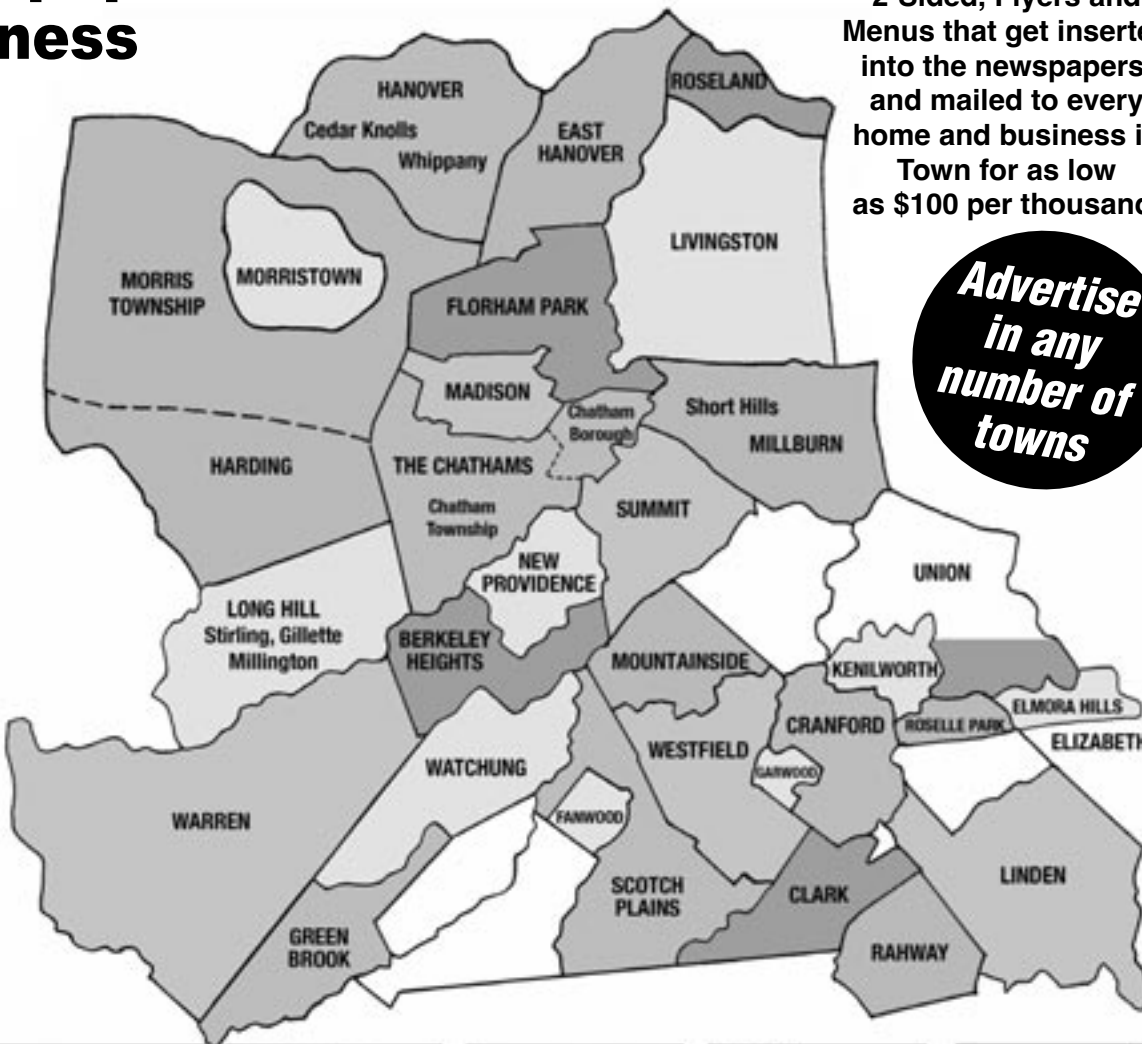 ness
2-Sided, Flyers and
Menus that get inserte
into the newspapers
and mailed to every
home and business i
Town for as low
as $100 per thousand
Advertise
in any
number of
towns
HANOVER
Cedar Knolls
Whippany
EAST
HANOVER
ROSELAND
LIVINGSTON
MORRIS
TOWNSHIP
MORRISTOWN
FLORHAM PARK
MADISON
Chatham
Borough
Short Hills
MILLBURN
HARDING
THE CHATHAMS
Chatham
Township
SUMMIT
NEW
PROVIDENCE
UNION
LONG HILL
Stirling, Gillette
Millington
BERKELEY
HEIGHTS
MOUNTAINSIDE
KENILWORTH
ELMORA HILLS
ROSELLE PARK
CRANFORD
ELIZABETH
WESTFIELD
GARWOOD
WATCHUNG
FANWOOD
WARREN
SCOTCH
PLAINS
CLARK
LINDEN
GREEN
BROOK
RAHWAY